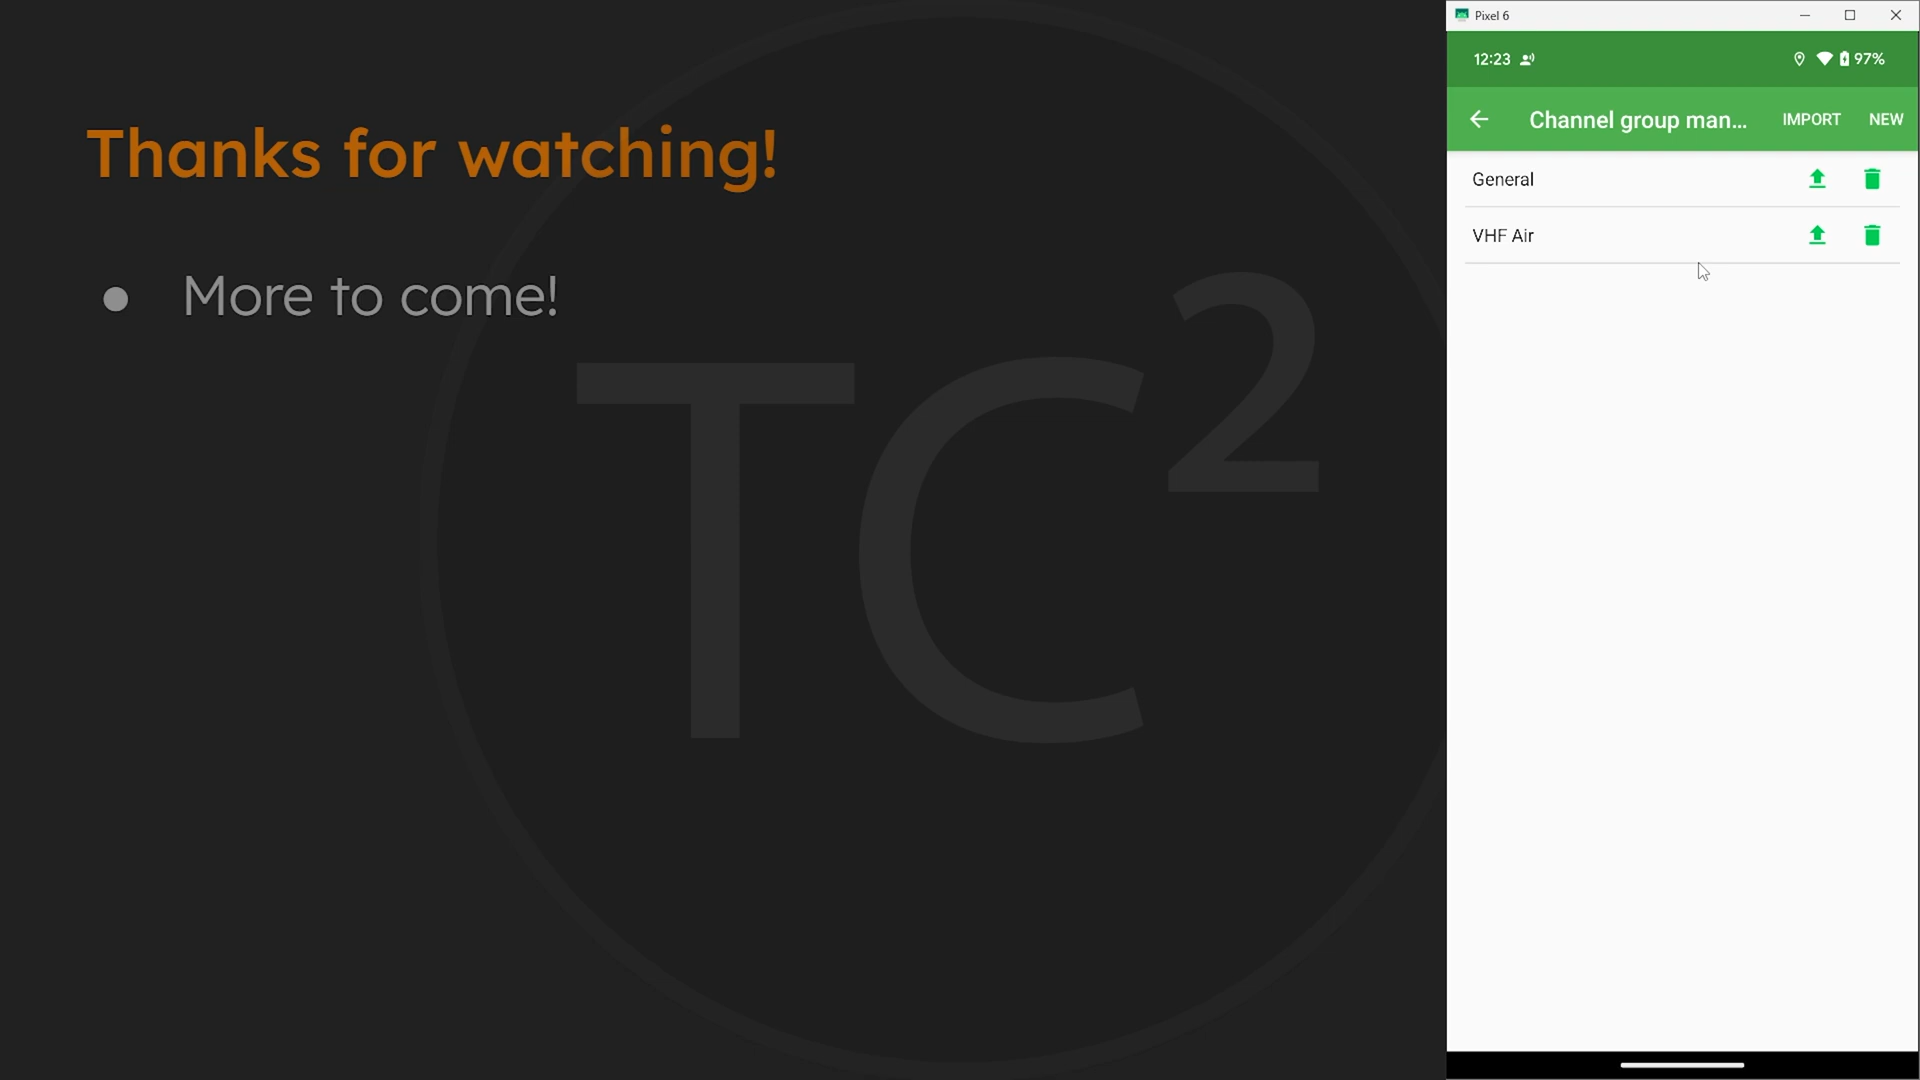 Thanks for watching!
● More to come!
TC²
Pixel 6
12:23 97%
Channel group man... IMPORT NEW
General
VHF Air